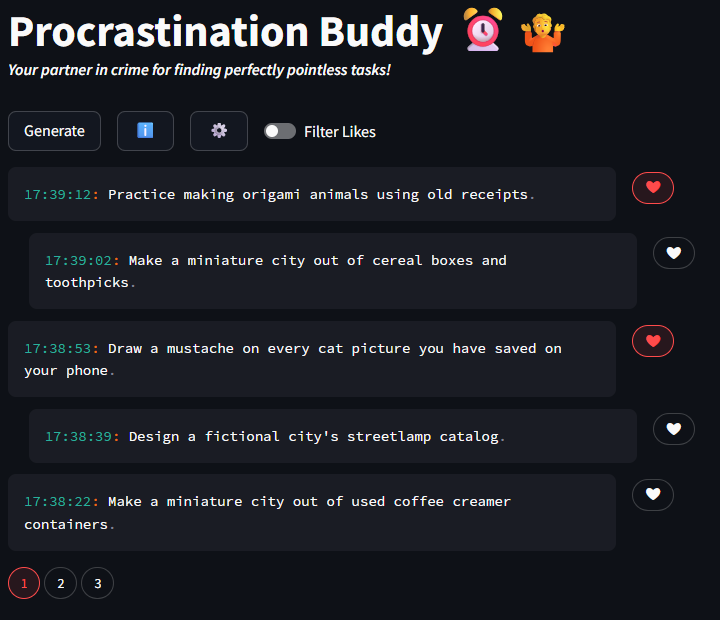 Procrastination Buddy
Your partner in crime for finding perfectly pointless tasks!
Generate
Filter Likes
17:39:12: Practice making origami animals using old receipts.
17:39:02: Make a miniature city out of cereal boxes and
toothpicks.
17:38:53: Draw a mustache on every cat picture you have saved on
your phone.
17:38:39: Design a fictional city's streetlamp catalog.
17:38:22: Make a miniature city out of used coffee creamer
containers.
1 2 3